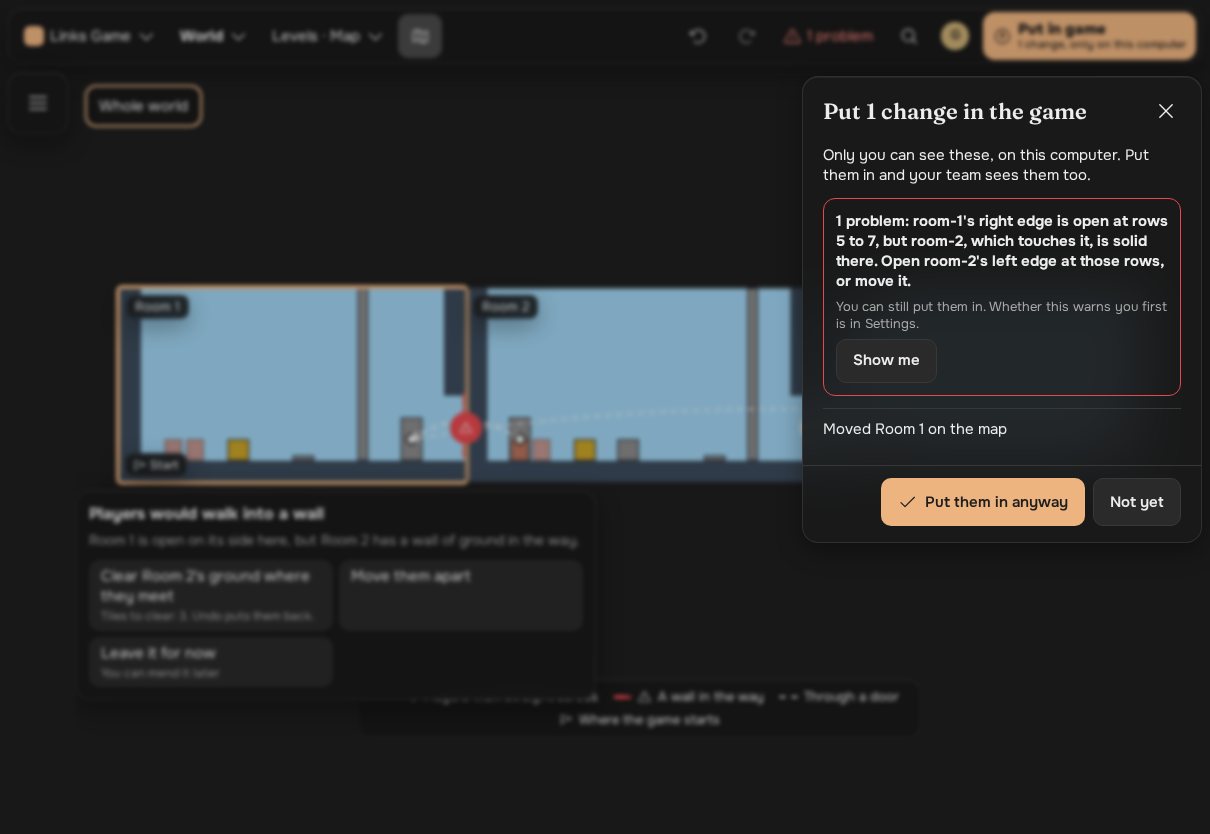 Links Game
World
Levels · Map
1 problem
Put in game
1 change, only on this computer
Whole world
Put 1 change in the game
Only you can see these, on this computer. Put
them in and your team sees them too.
1 problem: room-1's right edge is open at rows
5 to 7, but room-2, which touches it, is solid
there. Open room-2's left edge at those rows,
or move it.
You can still put them in. Whether this warns you first
is in Settings.
Show me
Moved Room 1 on the map
Put them in anyway
Not yet
Room 1
Room 2
Start
Players would walk into a wall
Room 1 is open on its side here, but Room 2 has a wall of ground in the way.
Clear Room 2's ground where
they meet
Tiles to clear: 3. Undo puts them back.
Move them apart
Leave it for now
You can mend it later
A wall in the way
Through a door
Where the game starts